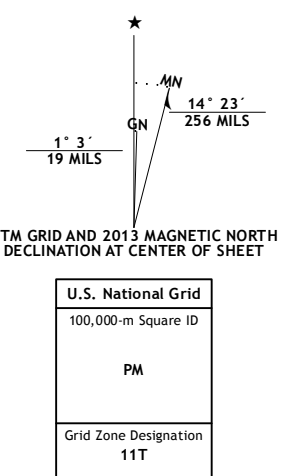 ★
MN
14° 23´
256 MILS
GN
1° 3´
19 MILS
TM GRID AND 2013 MAGNETIC NORTH
DECLINATION AT CENTER OF SHEET
U.S. National Grid
100,000-m Square ID
PM
Grid Zone Designation
11T